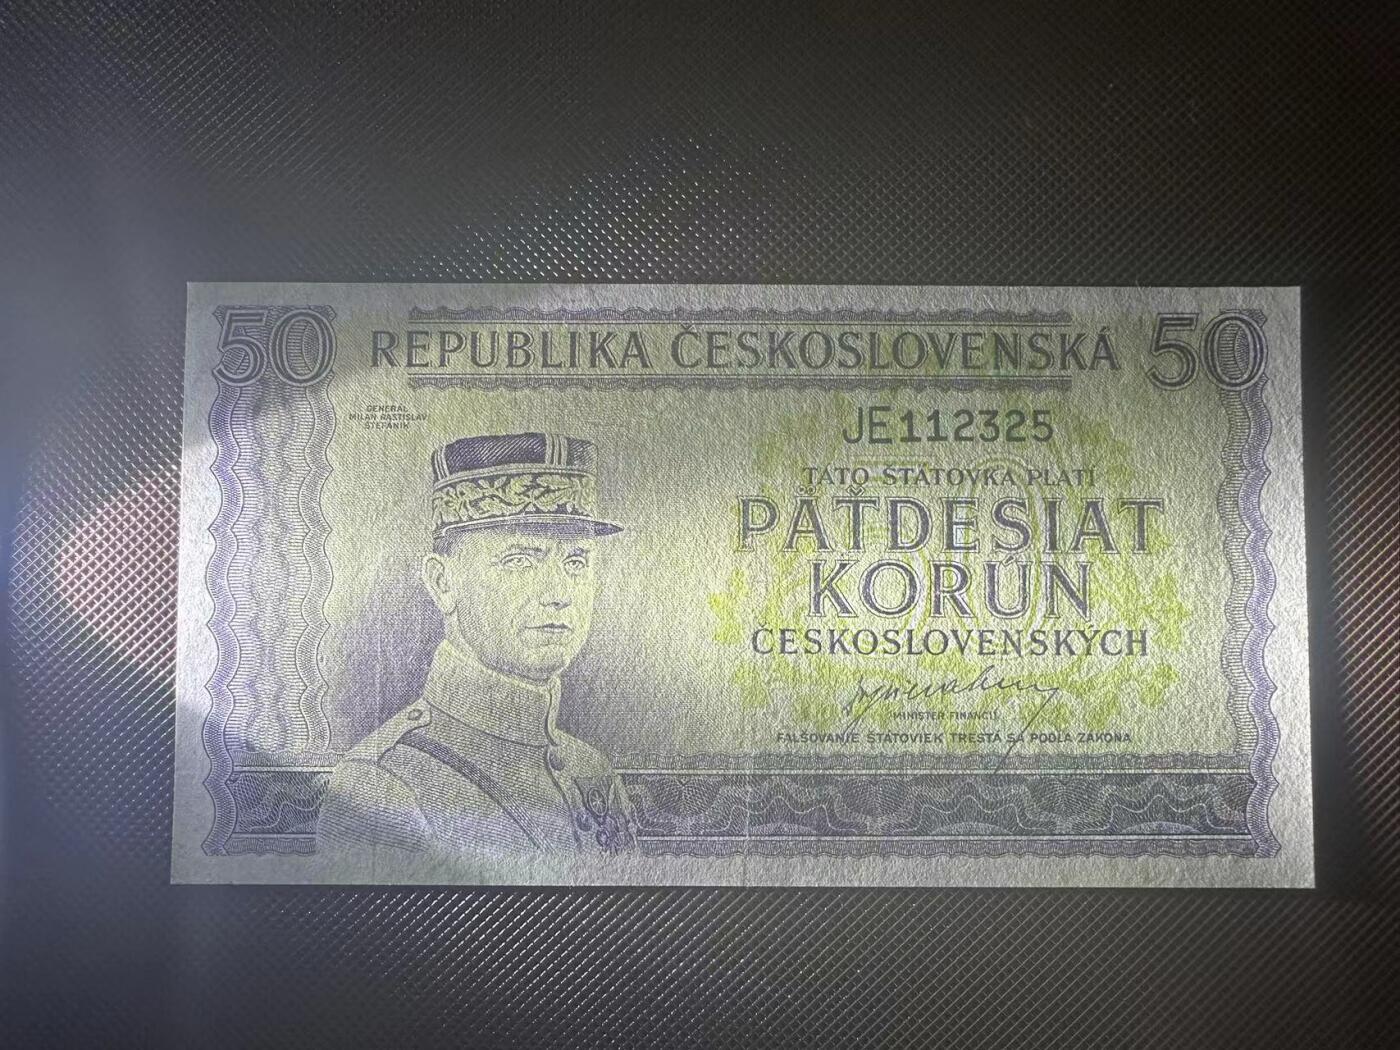 50 REPUBLIKA ČESKOSLOVENSKÁ 50
GENERÁL
MILAN RASTISLAV
ŠTEFÁNIK
JE112325
TÁTO ŠTÁTOVKA PLATÍ
PÄŤDESIAT
KORÚN
ČESKOSLOVENSKÝCH
MINISTER FINANCIÍ
FALŠOVANIE ŠTÁTOVIEK TRESTÁ SA PODĽA ZÁKONA